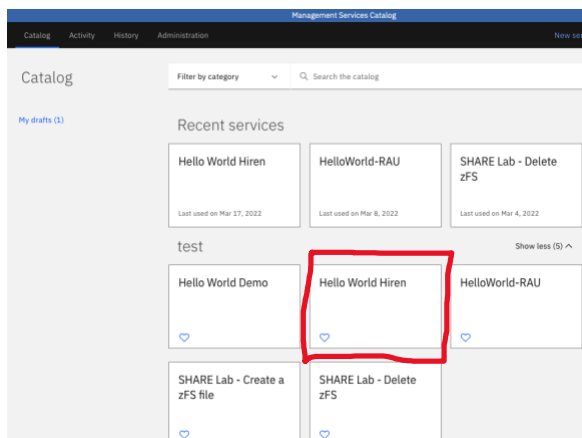 Management Services Catalog
Catalog Activity History Administration New ser
Catalog
Filter by category
Search the catalog
My drafts (1)
Recent services
Hello World Hiren
HelloWorld-RAU
SHARE Lab - Delete
zFS
Last used on Mar 17, 2022
Last used on Mar 8, 2022
Last used on Mar 4, 2022
test
Show less (5)
Hello World Demo
Hello World Hiren
HelloWorld-RAU
SHARE Lab - Create a
zFS file
SHARE Lab - Delete
zFS